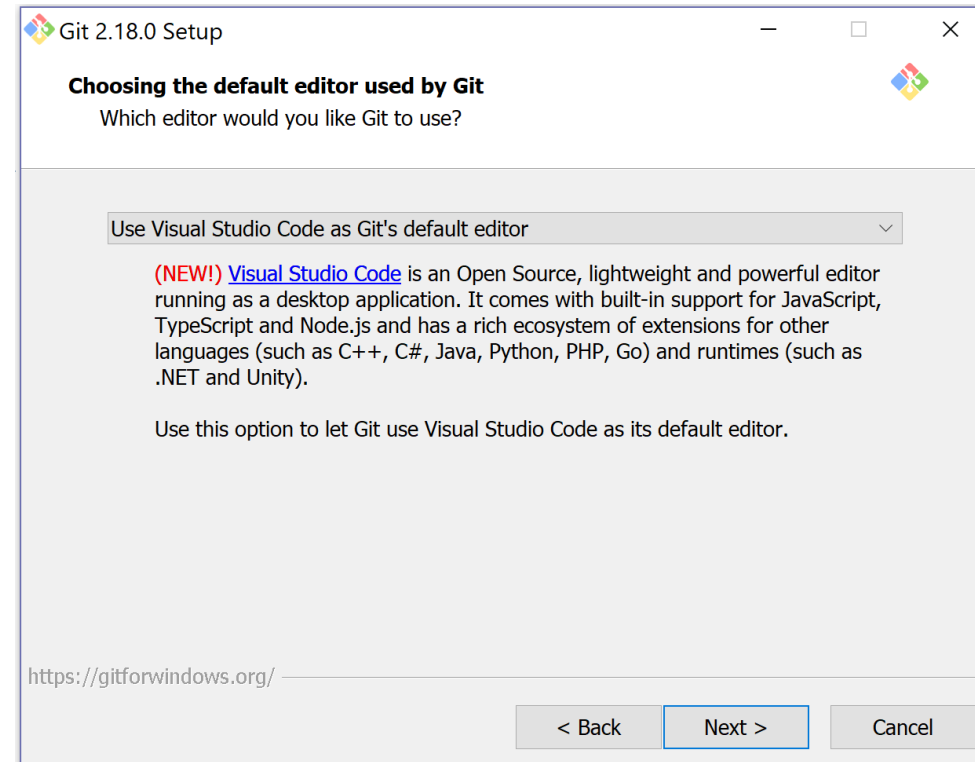 Git 2.18.0 Setup
Choosing the default editor used by Git
Which editor would you like Git to use?
Use Visual Studio Code as Git's default editor
(NEW!) Visual Studio Code is an Open Source, lightweight and powerful editor
running as a desktop application. It comes with built-in support for JavaScript,
TypeScript and Node.js and has a rich ecosystem of extensions for other
languages (such as C++, C#, Java, Python, PHP, Go) and runtimes (such as
.NET and Unity).
Use this option to let Git use Visual Studio Code as its default editor.
https://gitforwindows.org/
< Back Next > Cancel